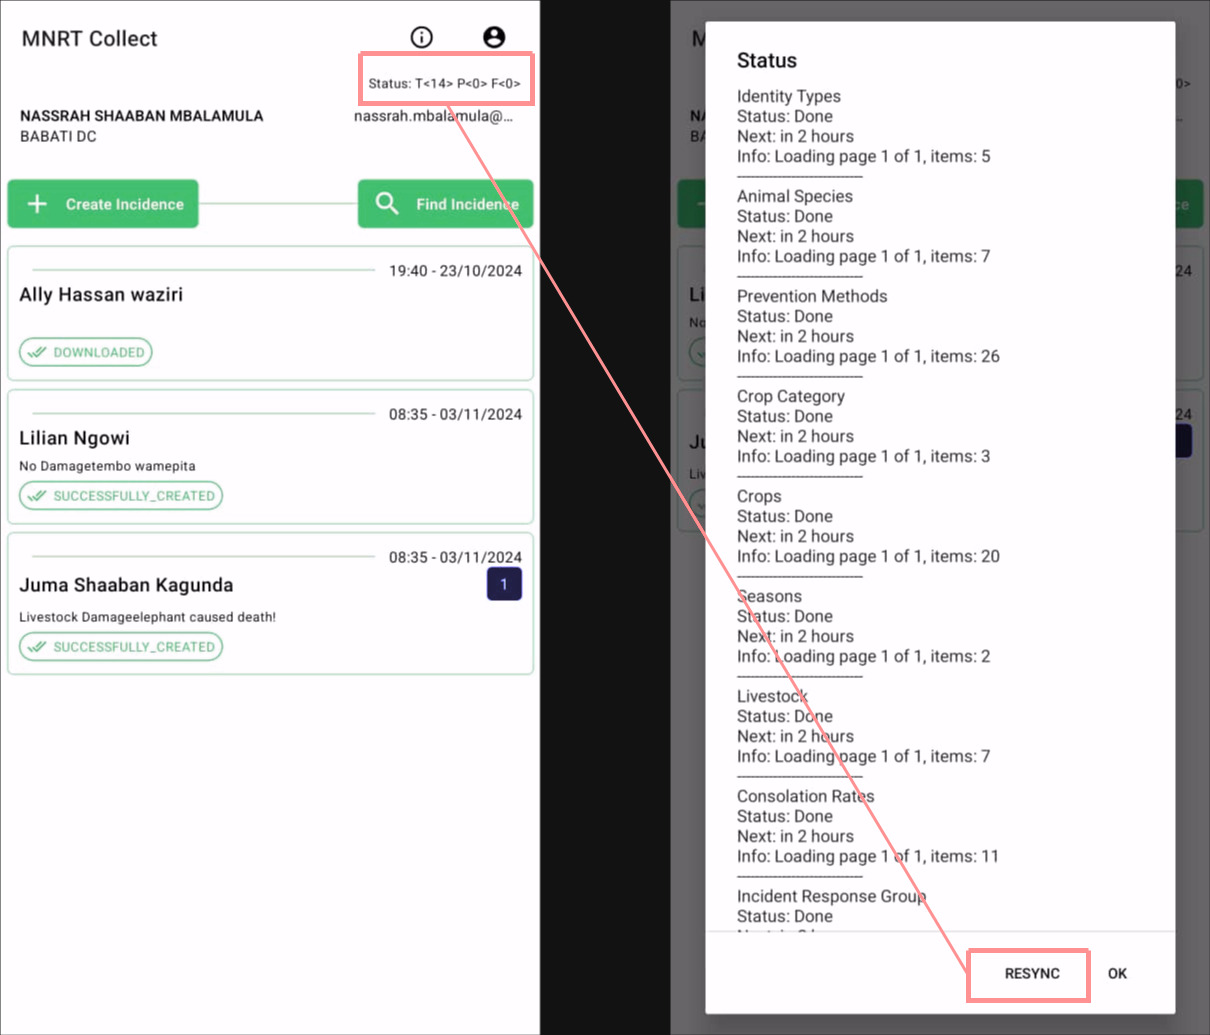 MNRT Collect
Status: T<14> P<0> F<0>
NASSRAH SHAABAN MBALAMULA
nassrah.mbalamula@...
BABATI DC
Create Incidence
Find Incidence
19:40 - 23/10/2024
Ally Hassan waziri
DOWNLOADED
08:35 - 03/11/2024
Lilian Ngowi
No Damagetembo wamepita
SUCCESSFULLY_CREATED
08:35 - 03/11/2024
Juma Shaaban Kagunda
1
Livestock Damageelephant caused death!
SUCCESSFULLY_CREATED
Status
Identity Types
Status: Done
Next: in 2 hours
Info: Loading page 1 of 1, items: 5
Animal Species
Status: Done
Next: in 2 hours
Info: Loading page 1 of 1, items: 7
Prevention Methods
Status: Done
Next: in 2 hours
Info: Loading page 1 of 1, items: 26
Crop Category
Status: Done
Next: in 2 hours
Info: Loading page 1 of 1, items: 3
Crops
Status: Done
Next: in 2 hours
Info: Loading page 1 of 1, items: 20
Seasons
Status: Done
Next: in 2 hours
Info: Loading page 1 of 1, items: 2
Livestock
Status: Done
Next: in 2 hours
Info: Loading page 1 of 1, items: 7
Consolation Rates
Status: Done
Next: in 2 hours
Info: Loading page 1 of 1, items: 11
Incident Response Group
Status: Done
RESYNC
OK